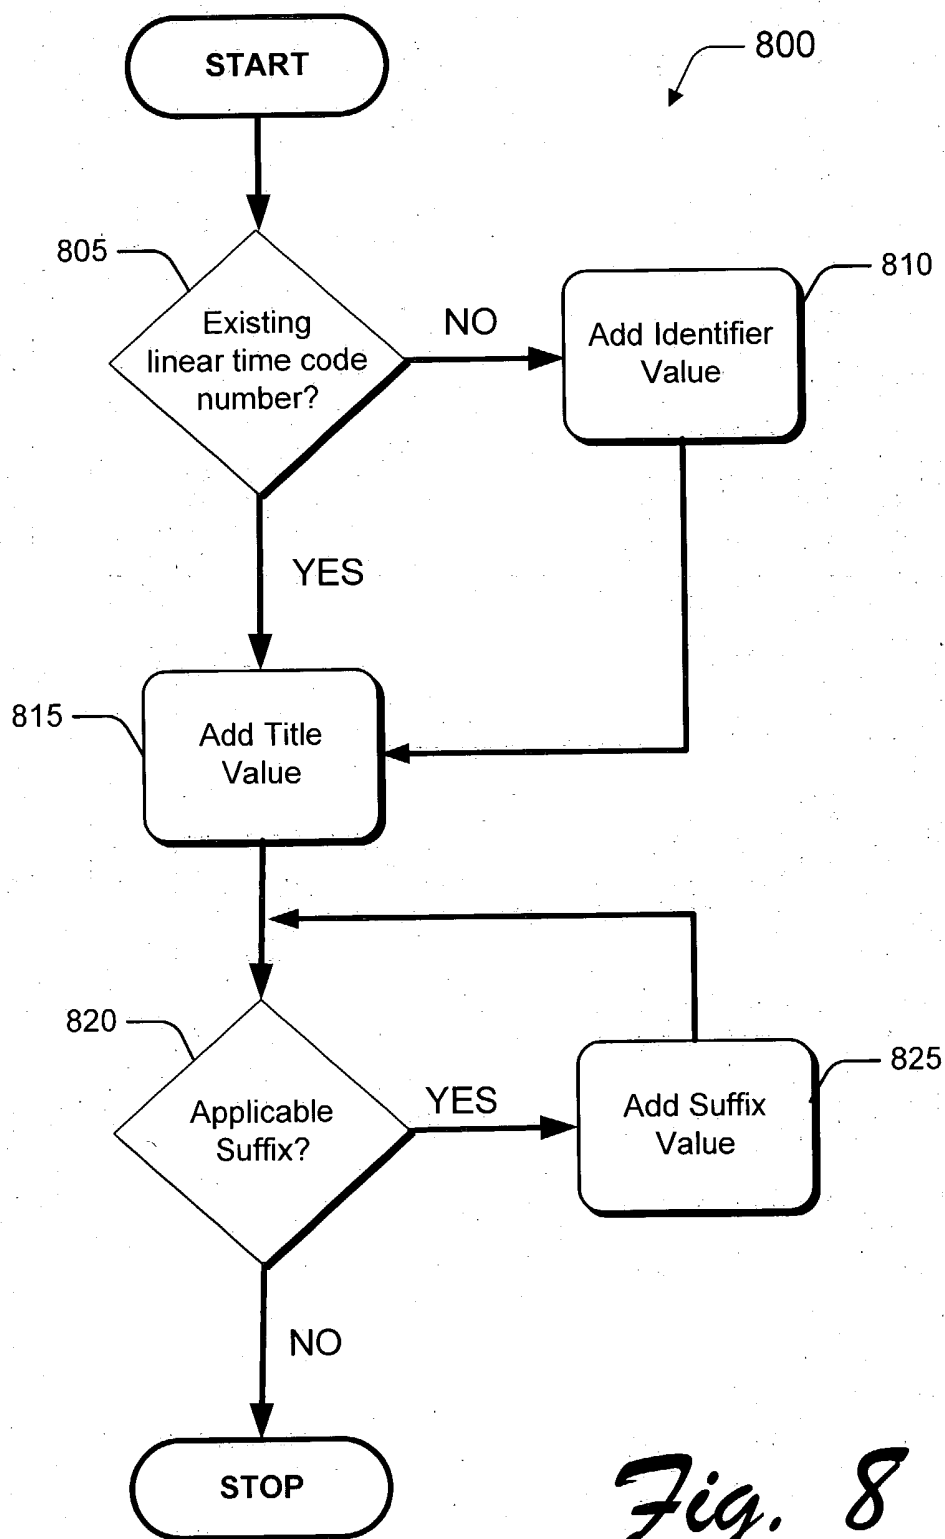 START
800
805
Existing
linear time code
number?
NO
810
Add Identifier
Value
YES
815
Add Title
Value
820
Applicable
Suffix?
YES
825
Add Suffix
Value
NO
STOP
Fig. 8